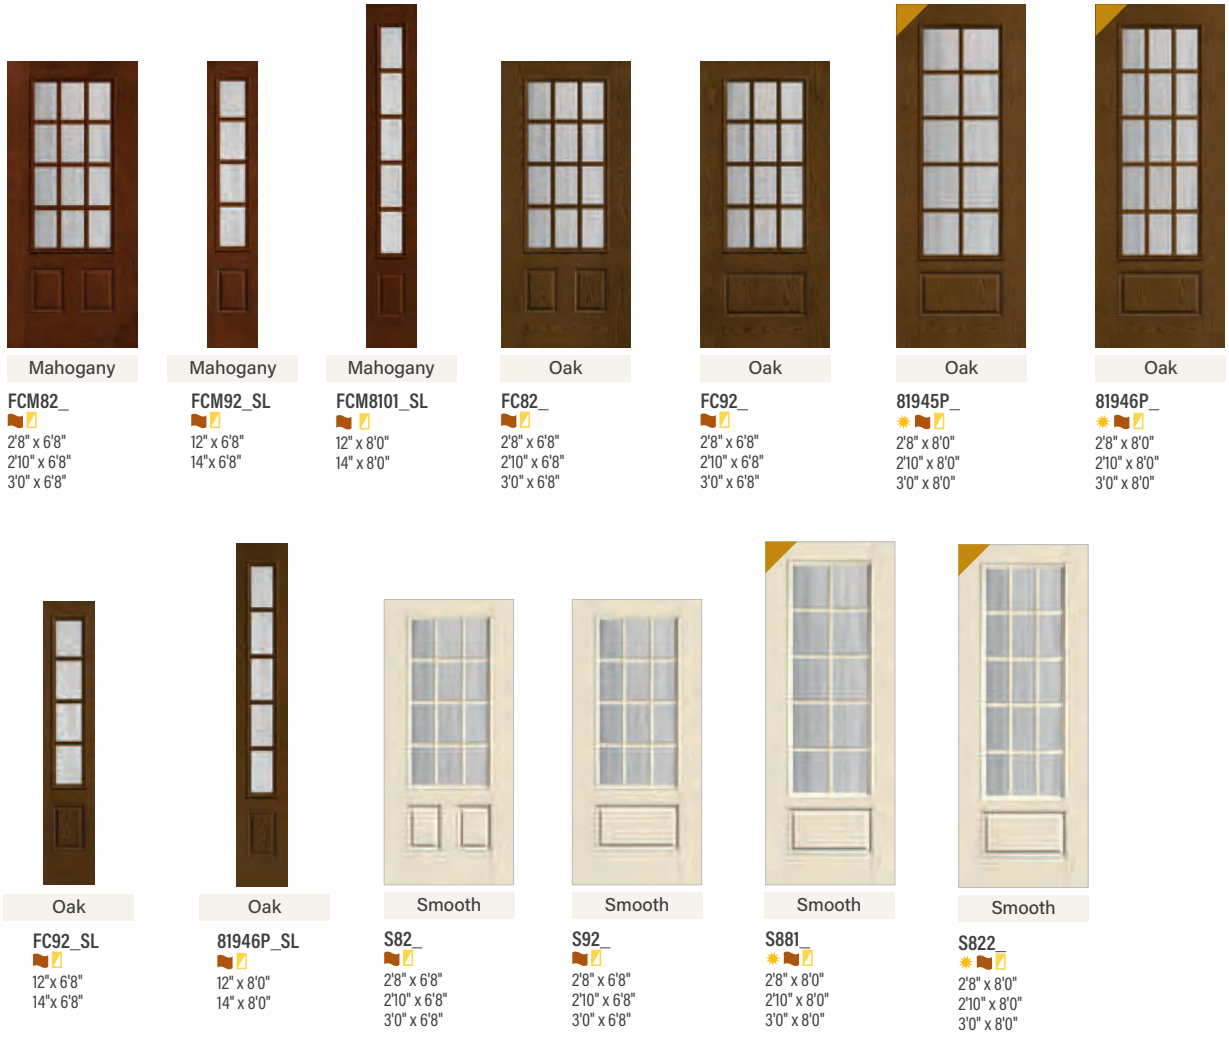 Mahogany
FCM82_
2'8" x 6'8"
2'10" x 6'8"
3'0" x 6'8"
Mahogany
FCM92_SL
12" x 6'8"
14"x 6'8"
Mahogany
FCM8101_SL
12" x 8'0"
14" x 8'0"
Oak
FC82_
2'8" x 6'8"
2'10" x 6'8"
3'0" x 6'8"
Oak
FC92_
2'8" x 6'8"
2'10" x 6'8"
3'0" x 6'8"
Oak
81945P_
2'8" x 8'0"
2'10" x 8'0"
3'0" x 8'0"
Oak
81946P_
2'8" x 8'0"
2'10" x 8'0"
3'0" x 8'0"
Oak
FC92_SL
12"x 6'8"
14"x 6'8"
Oak
81946P_SL
12" x 8'0"
14" x 8'0"
Smooth
S82_
2'8" x 6'8"
2'10" x 6'8"
3'0" x 6'8"
Smooth
S92_
2'8" x 6'8"
2'10" x 6'8"
3'0" x 6'8"
Smooth
S881_
2'8" x 8'0"
2'10" x 8'0"
3'0" x 8'0"
Smooth
S822_
2'8" x 8'0"
2'10" x 8'0"
3'0" x 8'0"